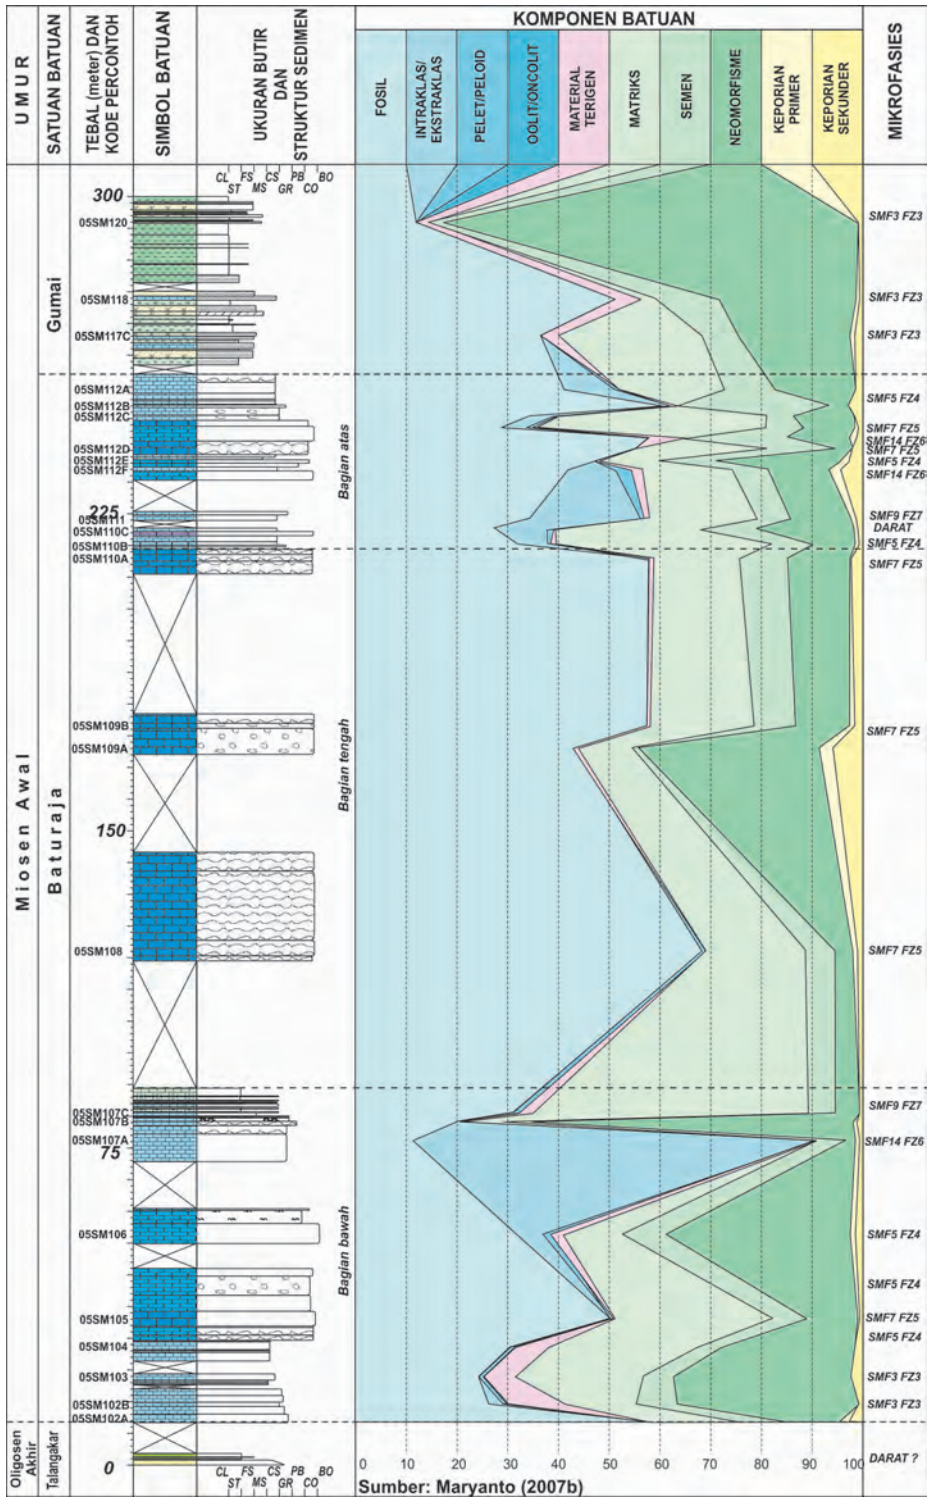 KOMPONEN BATUAN
UMUR
SATUAN BATUAN
TEBAL (meter) DAN
KODE PERCONTOH
SIMBOL BATUAN
UKURAN BUTIR
DAN
STRUKTUR SEDIMEN
FOSIL
INTRAKLAS/
EKSTRAKLAS
PELET/PELOID
OOLIT/ONCOLIT
MATERIAL
TERIGEN
MATRIKS
SEMEN
NEOMORFISME
KEPORIAN
PRIMER
KEPORIAN
SEKUNDER
MIKROFASIES
CL FS CS PB BO
ST MS GR CO
300
05SM120
SMF3 FZ3
Gumai
05SM118
SMF3 FZ3
05SM117C
SMF3 FZ3
05SM112A
SMF5 FZ4
05SM112B
05SM112C
SMF7 FZ5
SMF14 FZ6
05SM112D
SMF7 FZ5
05SM112E
SMF5 FZ4
05SM112F
SMF14 FZ6
Bagian atas
225
05SM111
SMF9 FZ7
05SM110C
DARAT
05SM110B
SMF5 FZ4
05SM110A
SMF7 FZ5
05SM109B
SMF7 FZ5
05SM109A
Bagian tengah
Miosen Awal
Baturaja
150
05SM108
SMF7 FZ5
05SM107C
SMF9 FZ7
05SM107B
05SM107A
SMF14 FZ6
75
Bagian bawah
05SM106
SMF5 FZ4
SMF5 FZ4
05SM105
SMF7 FZ5
05SM104
SMF5 FZ4
05SM103
SMF3 FZ3
05SM102B
SMF3 FZ3
05SM102A
Oligosen
Akhir
Talangakar
DARAT ?
0
CL FS CS PB BO
ST MS GR CO
0 10 20 30 40 50 60 70 80 90 100
Sumber: Maryanto (2007b)